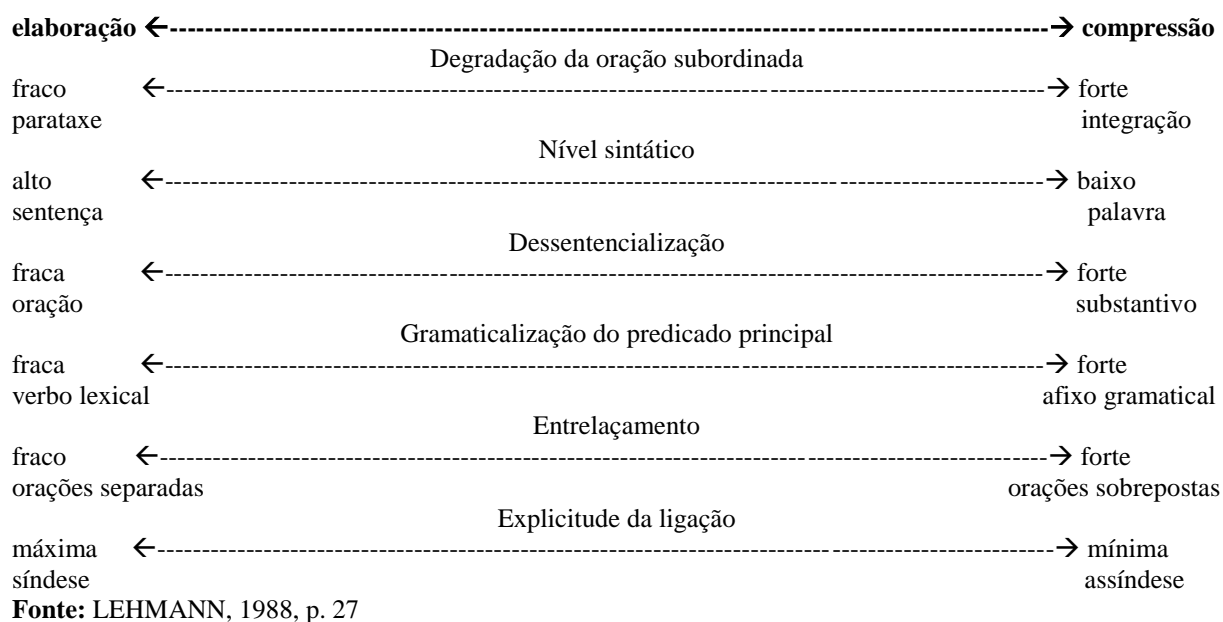 elaboração ←----------------------------------------------------------------------------------------------------→ compressão
Degradação da oração subordinada
fraco ←----------------------------------------------------------------------------------------------------→ forte
parataxe integração
Nível sintático
alto ←----------------------------------------------------------------------------------------------------→ baixo
sentença palavra
Dessentencialização
fraca ←----------------------------------------------------------------------------------------------------→ forte
oração substantivo
Gramaticalização do predicado principal
fraca ←----------------------------------------------------------------------------------------------------→ forte
verbo lexical afixo gramatical
Entrelaçamento
fraco ←----------------------------------------------------------------------------------------------------→ forte
orações separadas orações sobrepostas
Explicitude da ligação
máxima ←----------------------------------------------------------------------------------------------------→ mínima
síndese assíndese
Fonte: LEHMANN, 1988, p. 27